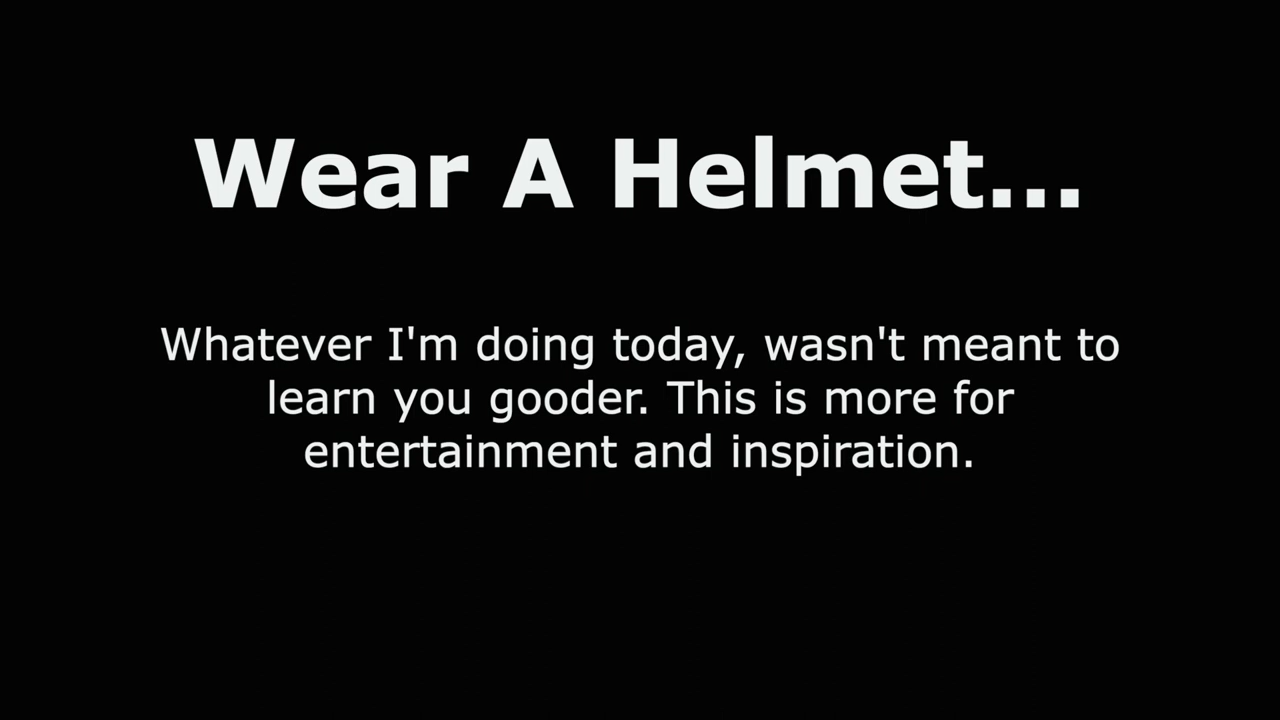 Wear A Helmet...
Whatever I'm doing today, wasn't meant to
learn you gooder. This is more for
entertainment and inspiration.